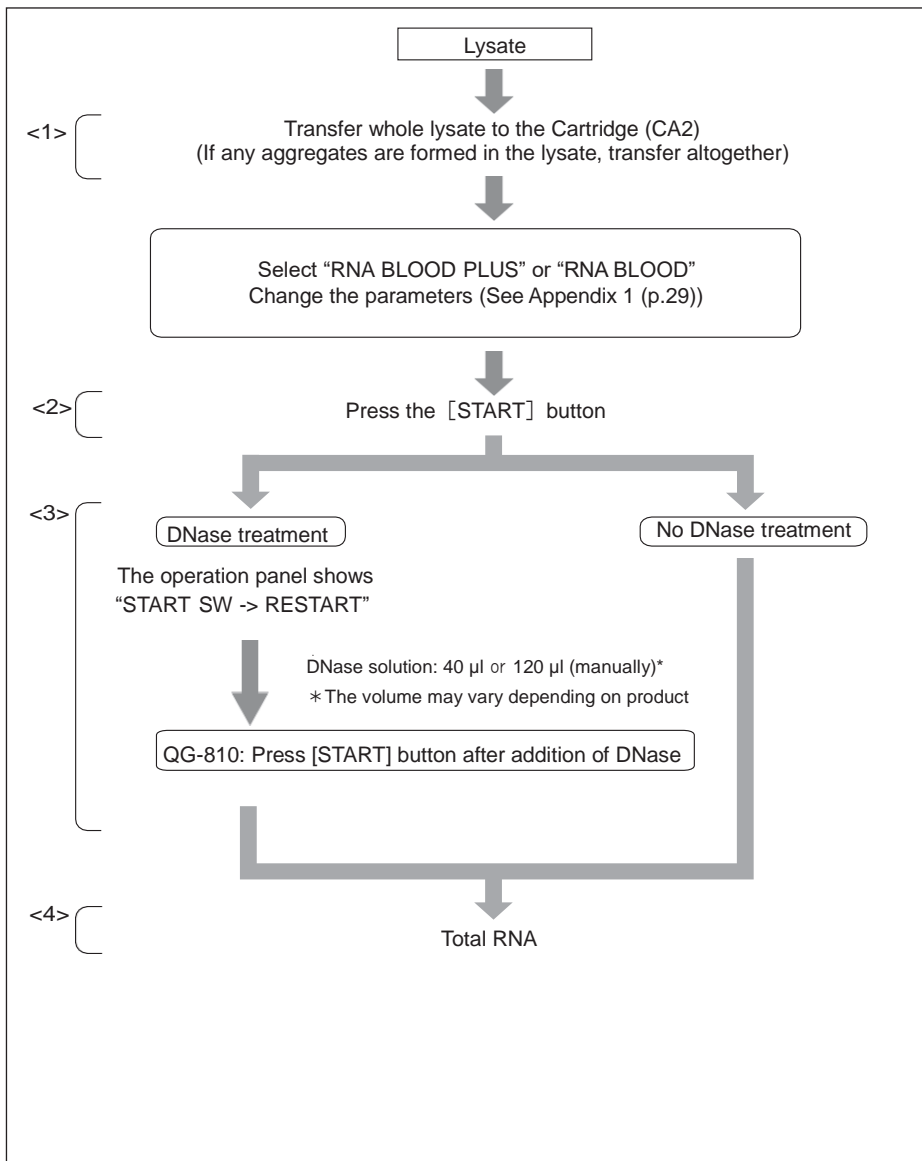 Lysate
<1>
Transfer whole lysate to the Cartridge (CA2)
(If any aggregates are formed in the lysate, transfer altogether)
Select “RNA BLOOD PLUS” or “RNA BLOOD”
Change the parameters (See Appendix 1 (p.29))
<2>
Press the ［START］ button
<3>
DNase treatment
No DNase treatment
The operation panel shows
“START SW -> RESTART”
DNase solution: 40 µl or 120 µl (manually)*
＊The volume may vary depending on product
QG-810: Press [START] button after addition of DNase
<4>
Total RNA